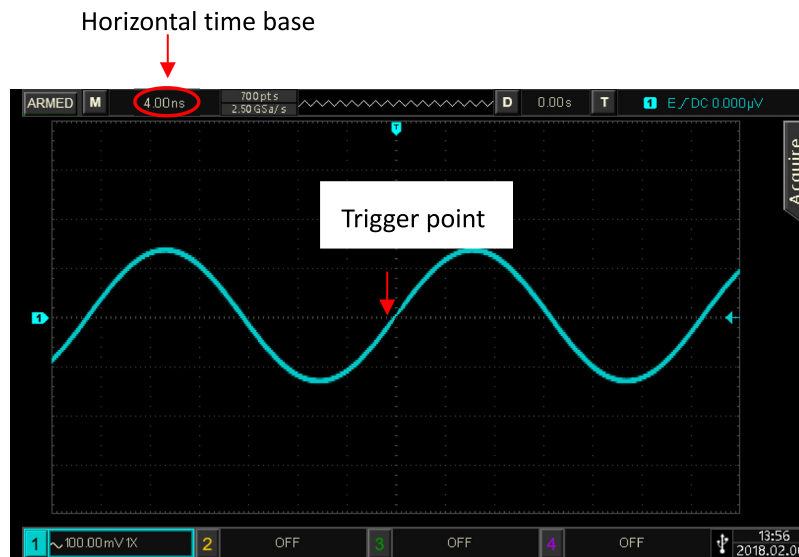 Horizontal time base
ARMED M 4.00ns 700pts 2.50GSa/s D 0.00s T 1 E DC 0.000μV
T
Acquire
Trigger point
1
1 100.00mV 1X 2 OFF 3 OFF 4 OFF 13:56
2018.02.0